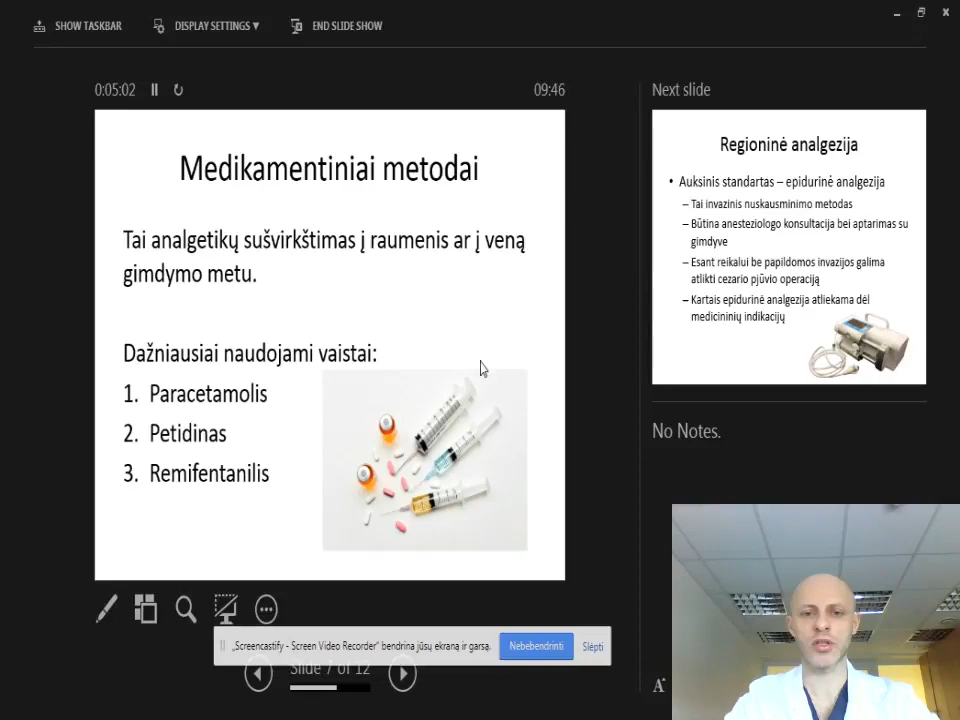 SHOW TASKBAR
DISPLAY SETTINGS ▼
END SLIDE SHOW
0:05:02
09:46
Medikamentiniai metodai
Tai analgetikų sušvirkštimas į raumenis ar į veną
gimdymo metu.
Dažniausiai naudojami vaistai:
1. Paracetamolis
2. Petidinas
3. Remifentanilis
Next slide
Regioninė analgezija
• Auksinis standartas – epidurinė analgezija
– Tai invazinis nuskausminimo metodas
– Būtina anesteziologo konsultacija bei aptarimas su
gimdyve
– Esant reikalui be papildomos invazijos galima
atlikti cezario pjūvio operaciją
– Kartais epidurinė analgezija atliekama dėl
medicininių indikacijų
No Notes.
„Screencastify - Screen Video Recorder“ bendrina jūsų ekraną ir garsą.
Nebebendrinti
Slėpti
Slide 7 of 12
A